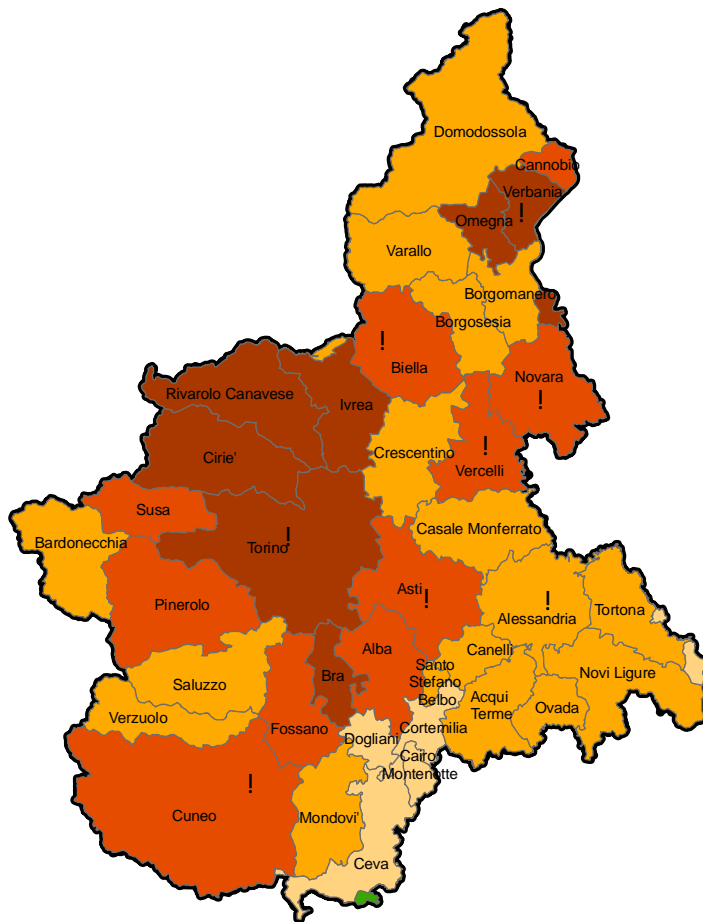 Domodossola
Cannobio
Verbania
Omegna
!
Varallo
Borgomanero
Borgosesia
!
Biella
Novara
!
Rivarolo Canavese
Ivrea
Crescentino
!
Vercelli
Cirie'
Susa
Casale Monferrato
Bardonecchia
Torino
!
Pinerolo
Asti
!
!
Alessandria
Tortona
Alba
Canelli
Bra
Santo
Stefano
Belbo
Novi Ligure
Saluzzo
Acqui
Terme
Ovada
Verzuolo
Fossano
Dogliani
Cortemilia
Cairo
Montenotte
!
Cuneo
Mondovi'
Ceva